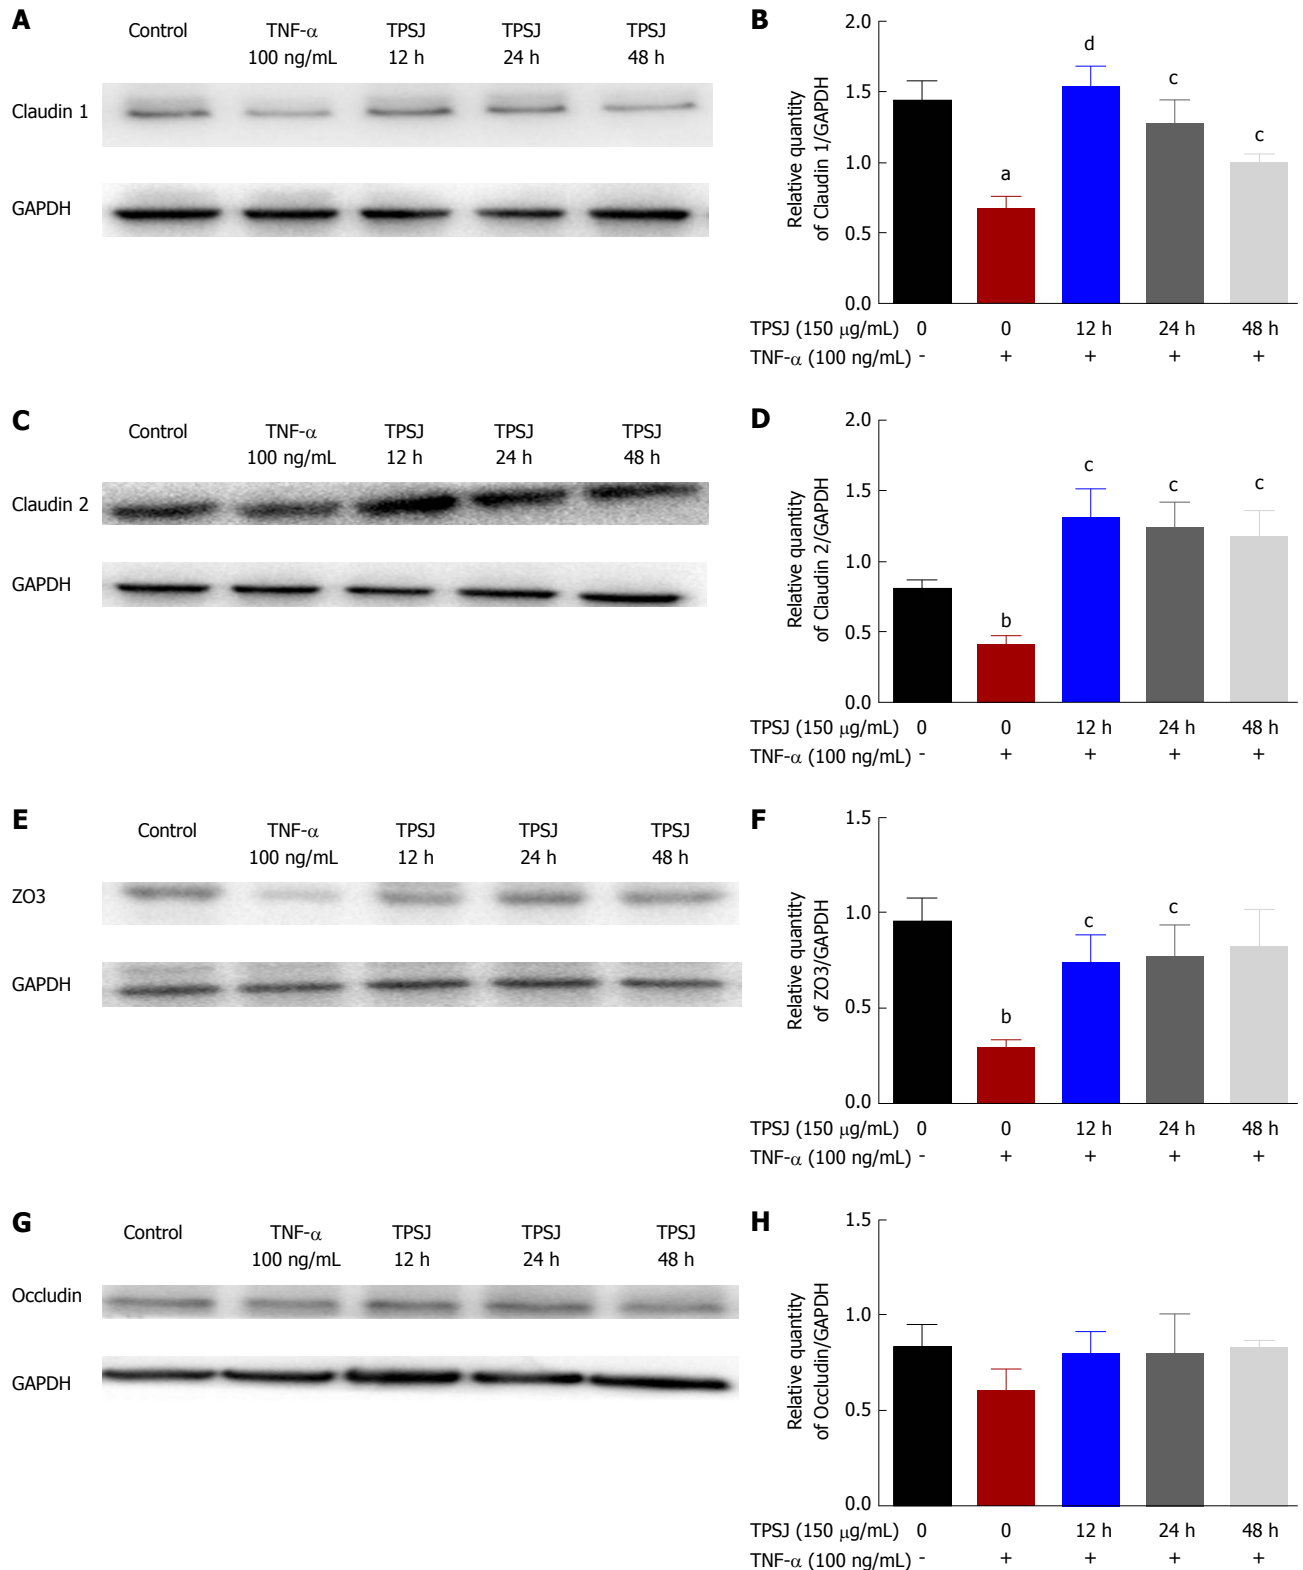 A
Control TNF-α TPSJ TPSJ TPSJ
100 ng/mL 12 h 24 h 48 h
Claudin 1
GAPDH
B
Relative quantity
of Claudin 1/GAPDH
2.0
1.5
1.0
0.5
0.0
a d c c
TPSJ (150 μg/mL) 0 0 12 h 24 h 48 h
TNF-α (100 ng/mL) - + + + +
C
Control TNF-α TPSJ TPSJ TPSJ
100 ng/mL 12 h 24 h 48 h
Claudin 2
GAPDH
D
Relative quantity
of Claudin 2/GAPDH
2.0
1.5
1.0
0.5
0.0
b c c c
TPSJ (150 μg/mL) 0 0 12 h 24 h 48 h
TNF-α (100 ng/mL) - + + + +
E
Control TNF-α TPSJ TPSJ TPSJ
100 ng/mL 12 h 24 h 48 h
ZO3
GAPDH
F
Relative quantity
of ZO3/GAPDH
1.5
1.0
0.5
0.0
b c c
TPSJ (150 μg/mL) 0 0 12 h 24 h 48 h
TNF-α (100 ng/mL) - + + + +
G
Control TNF-α TPSJ TPSJ TPSJ
100 ng/mL 12 h 24 h 48 h
Occludin
GAPDH
H
Relative quantity
of Occludin/GAPDH
1.5
1.0
0.5
0.0
TPSJ (150 μg/mL) 0 0 12 h 24 h 48 h
TNF-α (100 ng/mL) - + + + +